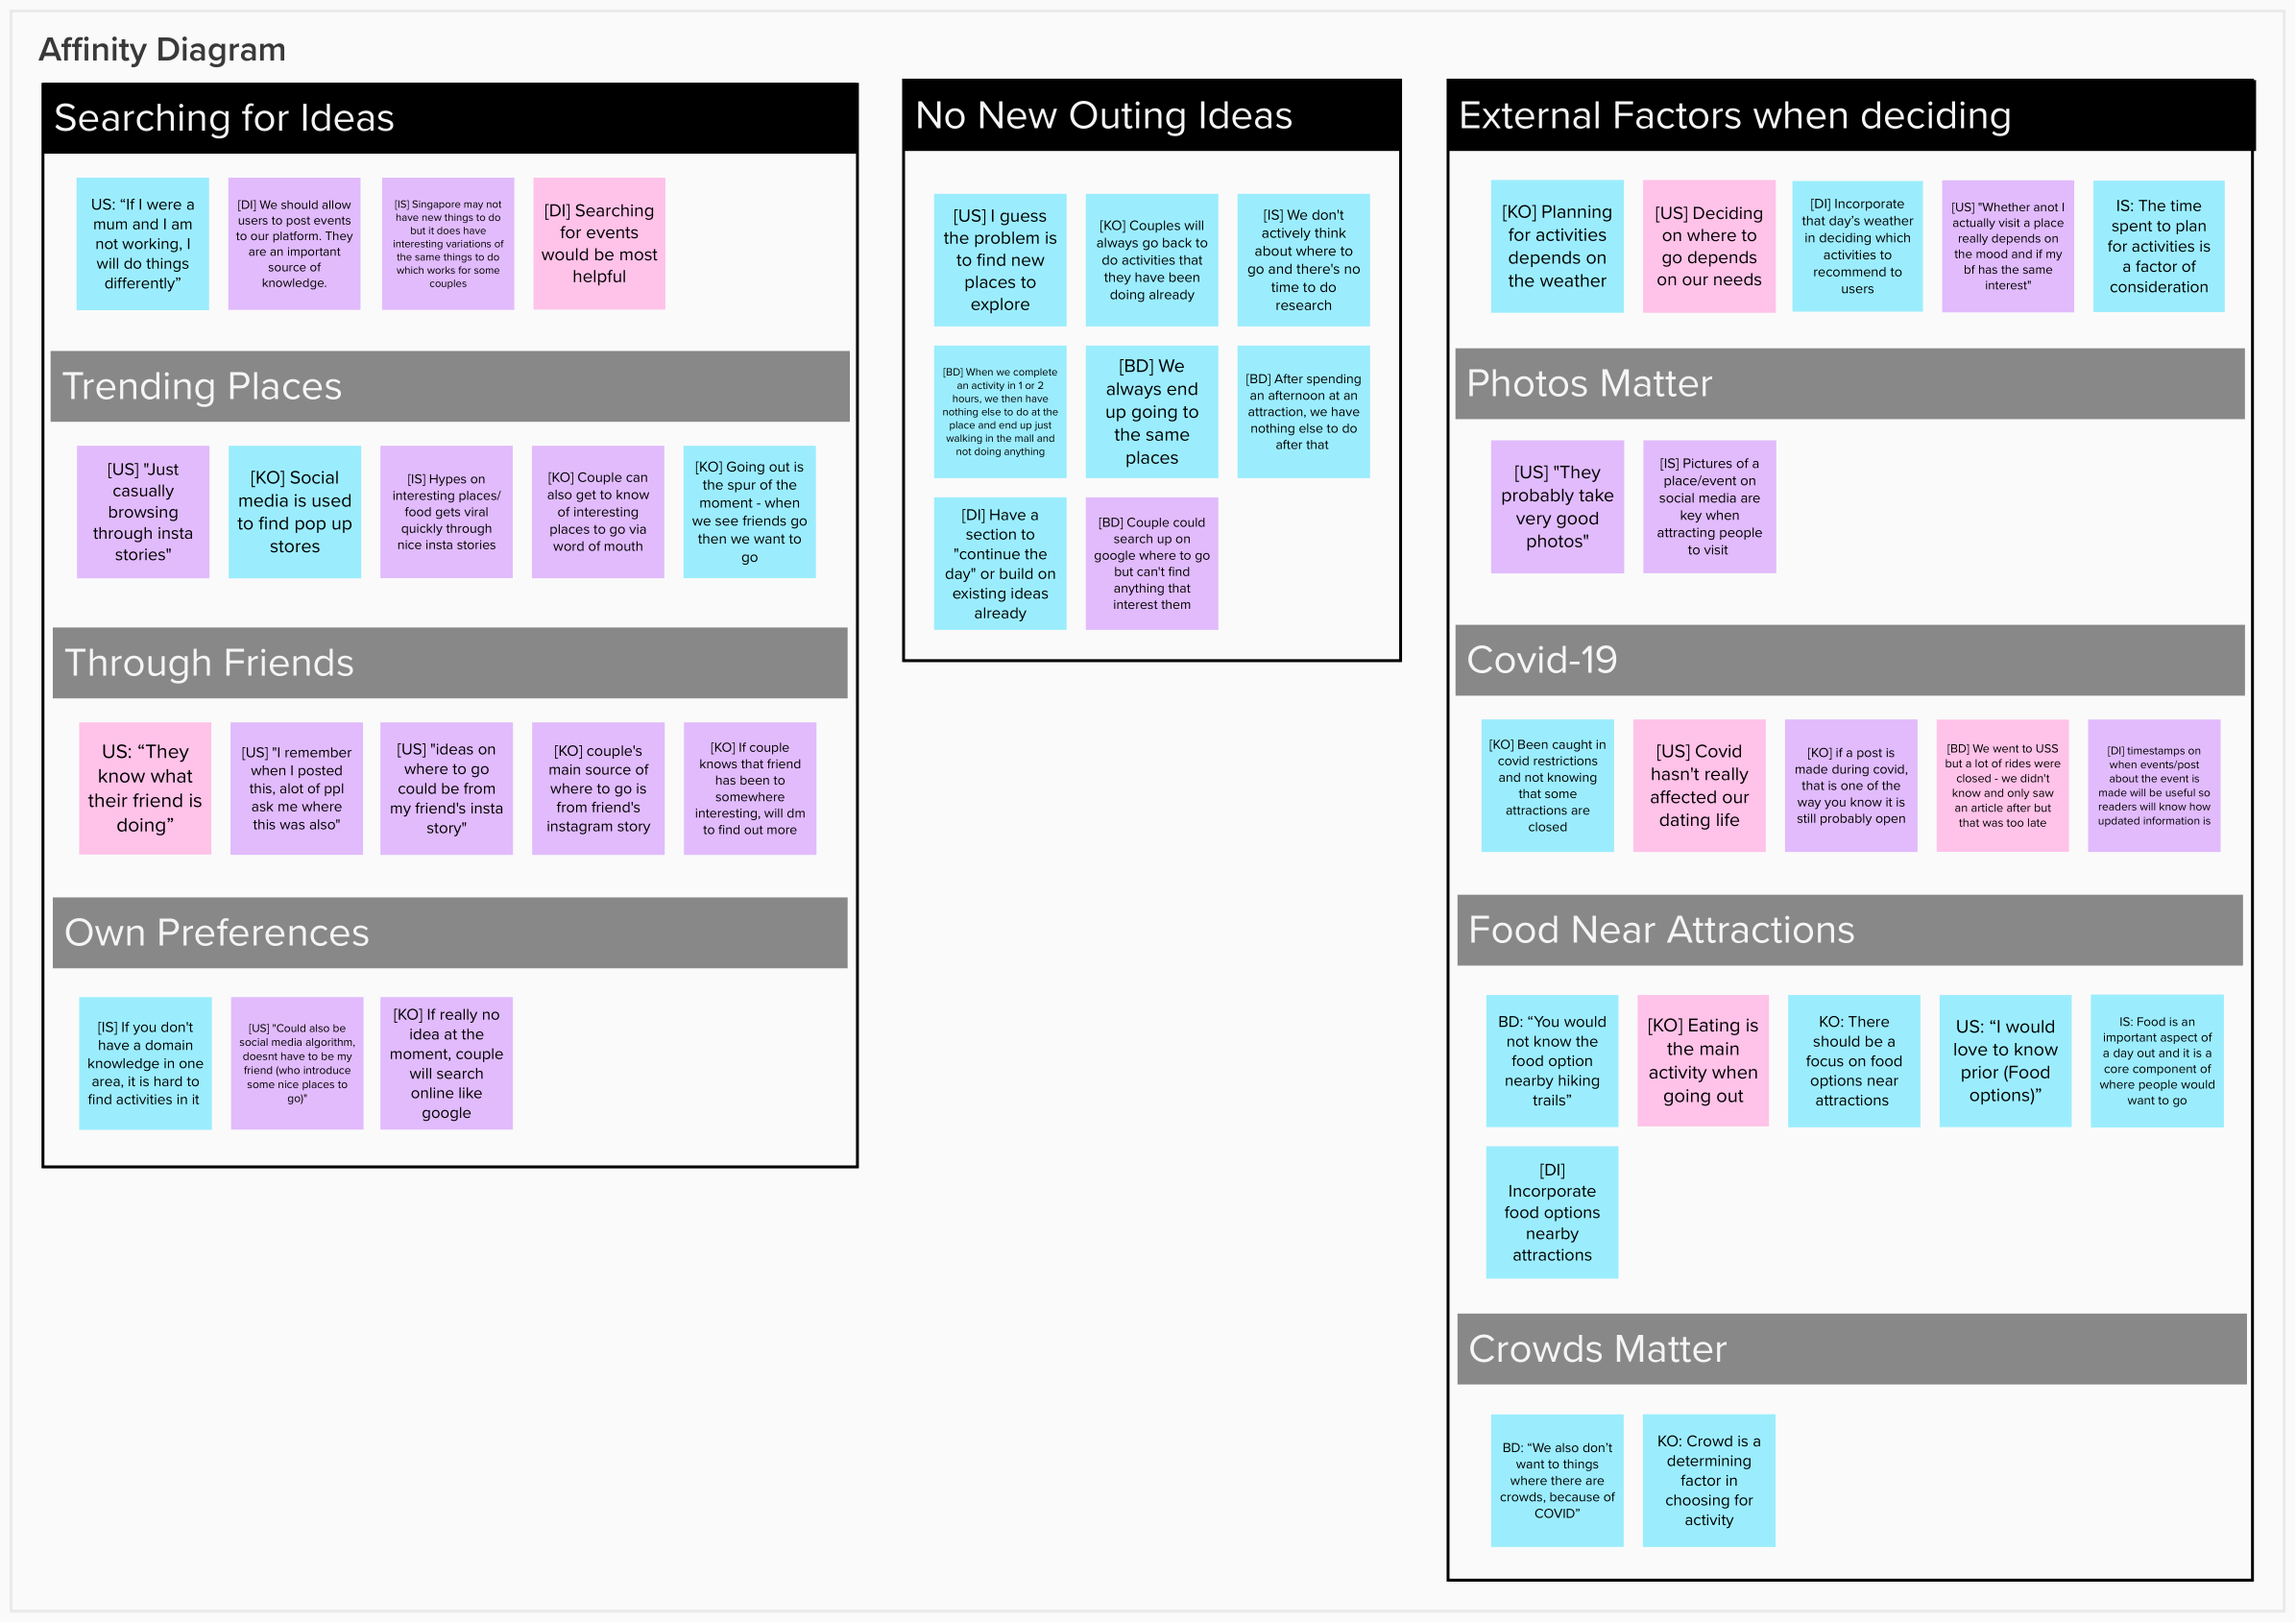 Affinity Diagram
Searching for Ideas
US: “If I were a
mum and I am
not working, I
will do things
differently”
[DI] We should allow
users to post events
to our platform. They
are an important
source of
knowledge.
[IS] Singapore may not
have new things to do
but it does have
interesting variations of
the same things to do
which works for some
couples
[DI] Searching
for events
would be most
helpful
Trending Places
[US] "Just
casually
browsing
through insta
stories"
[KO] Social
media is used
to find pop up
stores
[IS] Hypes on
interesting places/
food gets viral
quickly through
nice insta stories
[KO] Couple can
also get to know
of interesting
places to go via
word of mouth
[KO] Going out is
the spur of the
moment - when
we see friends go
then we want to
go
Through Friends
US: “They
know what
their friend is
doing”
[US] "I remember
when I posted
this, alot of ppl
ask me where
this was also"
[US] "ideas on
where to go
could be from
my friend's insta
story"
[KO] couple's
main source of
where to go is
from friend's
instagram story
[KO] If couple
knows that friend
has been to
somewhere
interesting, will dm
to find out more
Own Preferences
[IS] If you don't
have a domain
knowledge in one
area, it is hard to
find activities in it
[US] "Could also be
social media algorithm,
doesnt have to be my
friend (who introduce
some nice places to
go)"
[KO] If really no
idea at the
moment, couple
will search
online like
google
No New Outing Ideas
[US] I guess
the problem is
to find new
places to
explore
[KO] Couples will
always go back to
do activities that
they have been
doing already
[IS] We don't
actively think
about where to
go and there's no
time to do
research
[BD] When we complete
an activity in 1 or 2
hours, we then have
nothing else to do at the
place and end up just
walking in the mall and
not doing anything
[BD] We
always end
up going to
the same
places
[BD] After spending
an afternoon at an
attraction, we have
nothing else to do
after that
[DI] Have a
section to
"continue the
day" or build on
existing ideas
already
[BD] Couple could
search up on
google where to go
but can't find
anything that
interest them
External Factors when deciding
[KO] Planning
for activities
depends on
the weather
[US] Deciding
on where to
go depends
on our needs
[DI] Incorporate
that day’s weather
in deciding which
activities to
recommend to
users
[US] "Whether anot I
actually visit a place
really depends on
the mood and if my
bf has the same
interest"
IS: The time
spent to plan
for activities is
a factor of
consideration
Photos Matter
[US] "They
probably take
very good
photos"
[IS] Pictures of a
place/event on
social media are
key when
attracting people
to visit
Covid-19
[KO] Been caught in
covid restrictions
and not knowing
that some
attractions are
closed
[US] Covid
hasn't really
affected our
dating life
[KO] if a post is
made during covid,
that is one of the
way you know it is
still probably open
[BD] We went to USS
but a lot of rides were
closed - we didn't
know and only saw
an article after but
that was too late
[DI] timestamps on
when events/post
about the event is
made will be useful so
readers will know how
updated information is
Food Near Attractions
BD: “You would
not know the
food option
nearby hiking
trails”
[KO] Eating is
the main
activity when
going out
KO: There
should be a
focus on food
options near
attractions
US: “I would
love to know
prior (Food
options)”
IS: Food is an
important aspect of
a day out and it is a
core component of
where people would
want to go
[DI]
Incorporate
food options
nearby
attractions
Crowds Matter
BD: “We also don’t
want to things
where there are
crowds, because of
COVID”
KO: Crowd is a
determining
factor in
choosing for
activity